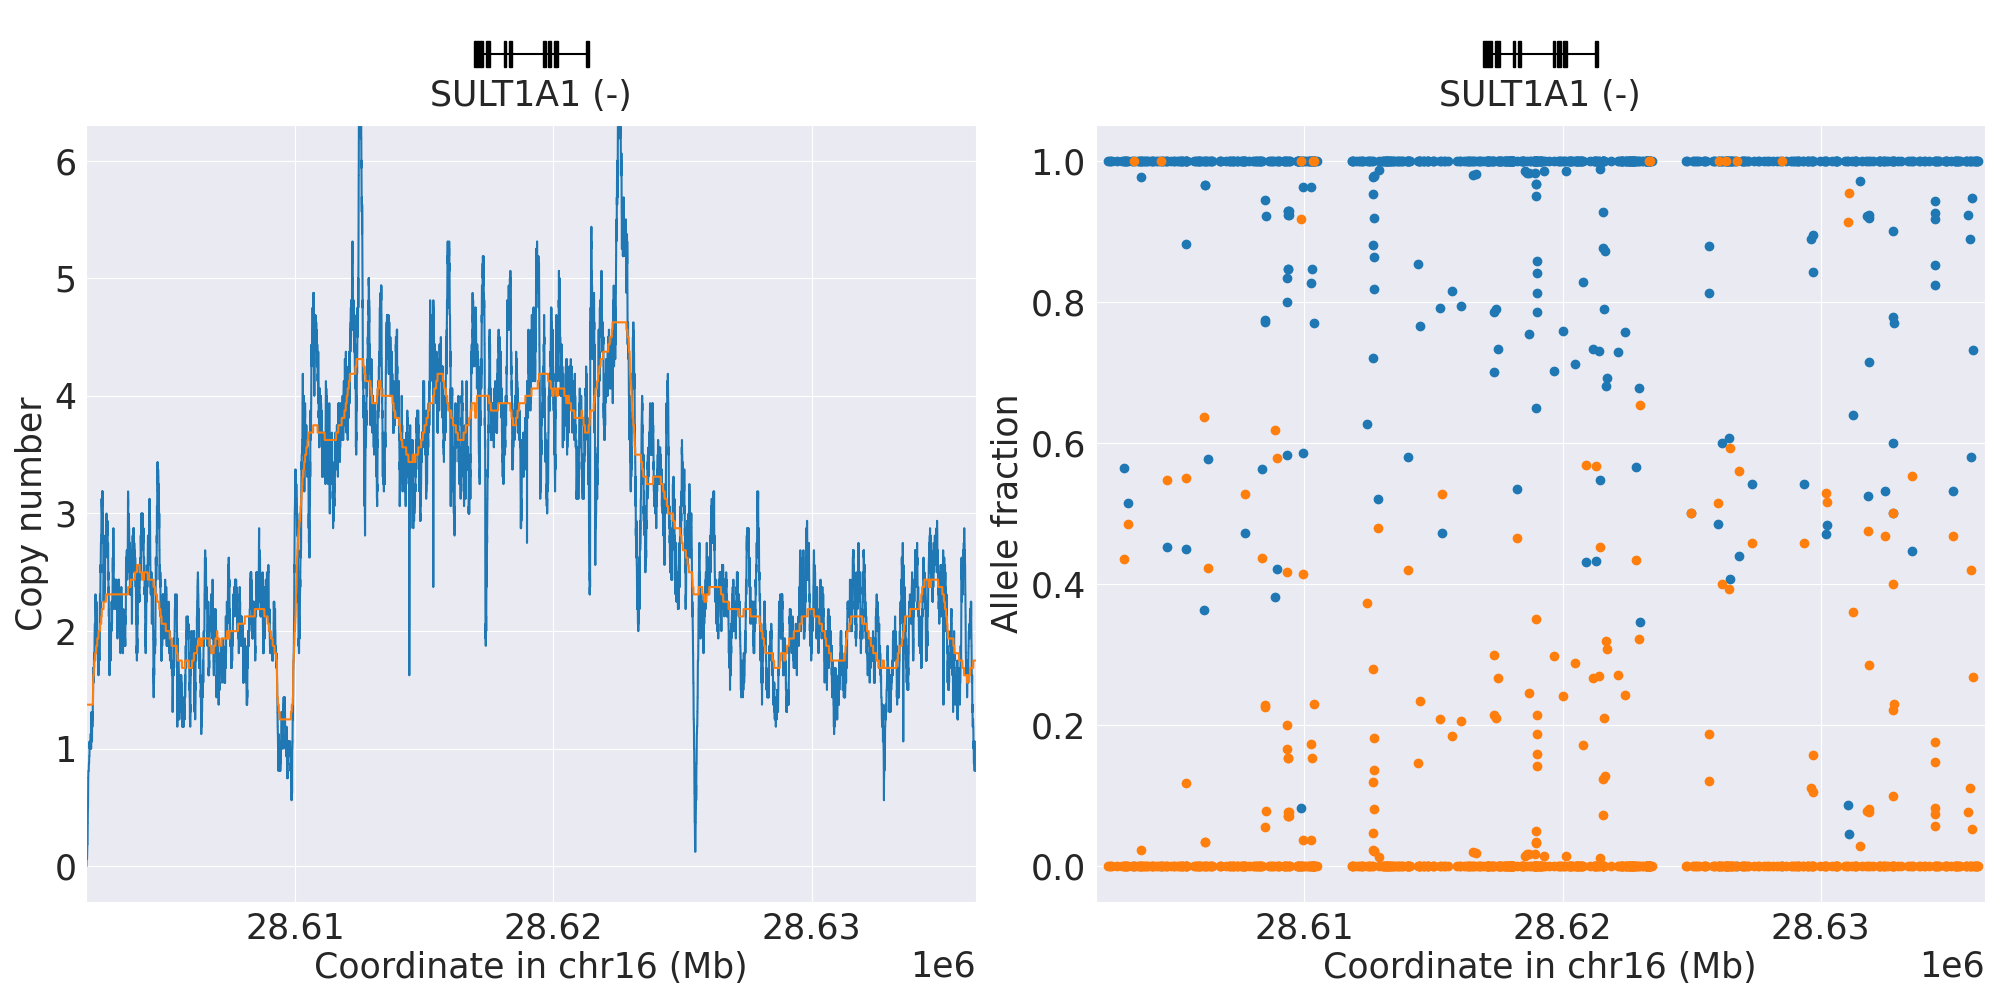 SULT1A1 (-)
Copy number
6
5
4
3
2
1
0
28.61
28.62
28.63
Coordinate in chr16 (Mb)
1e6
SULT1A1 (-)
Allele fraction
1.0
0.8
0.6
0.4
0.2
0.0
28.61
28.62
28.63
Coordinate in chr16 (Mb)
1e6